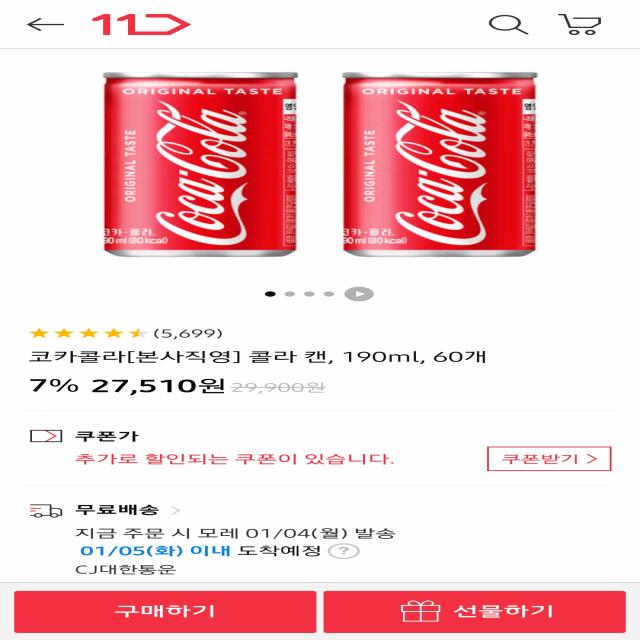 11
ORIGINAL TASTE
ORIGINAL TASTE
Coca-Cola
코카·콜라.
90 ml (80 kcal)
ORIGINAL TASTE
ORIGINAL TASTE
Coca-Cola
코카·콜라.
90 ml (80 kcal)
(5,699)
코카콜라[본사직영] 콜라 캔, 190ml, 60개
7% 27,510원 29,900원
쿠폰가
추가로 할인되는 쿠폰이 있습니다.
쿠폰받기 >
무료배송 >
지금 주문 시 모레 01/04(월) 발송
01/05(화) 이내 도착예정 ?
CJ대한통운
구매하기
선물하기